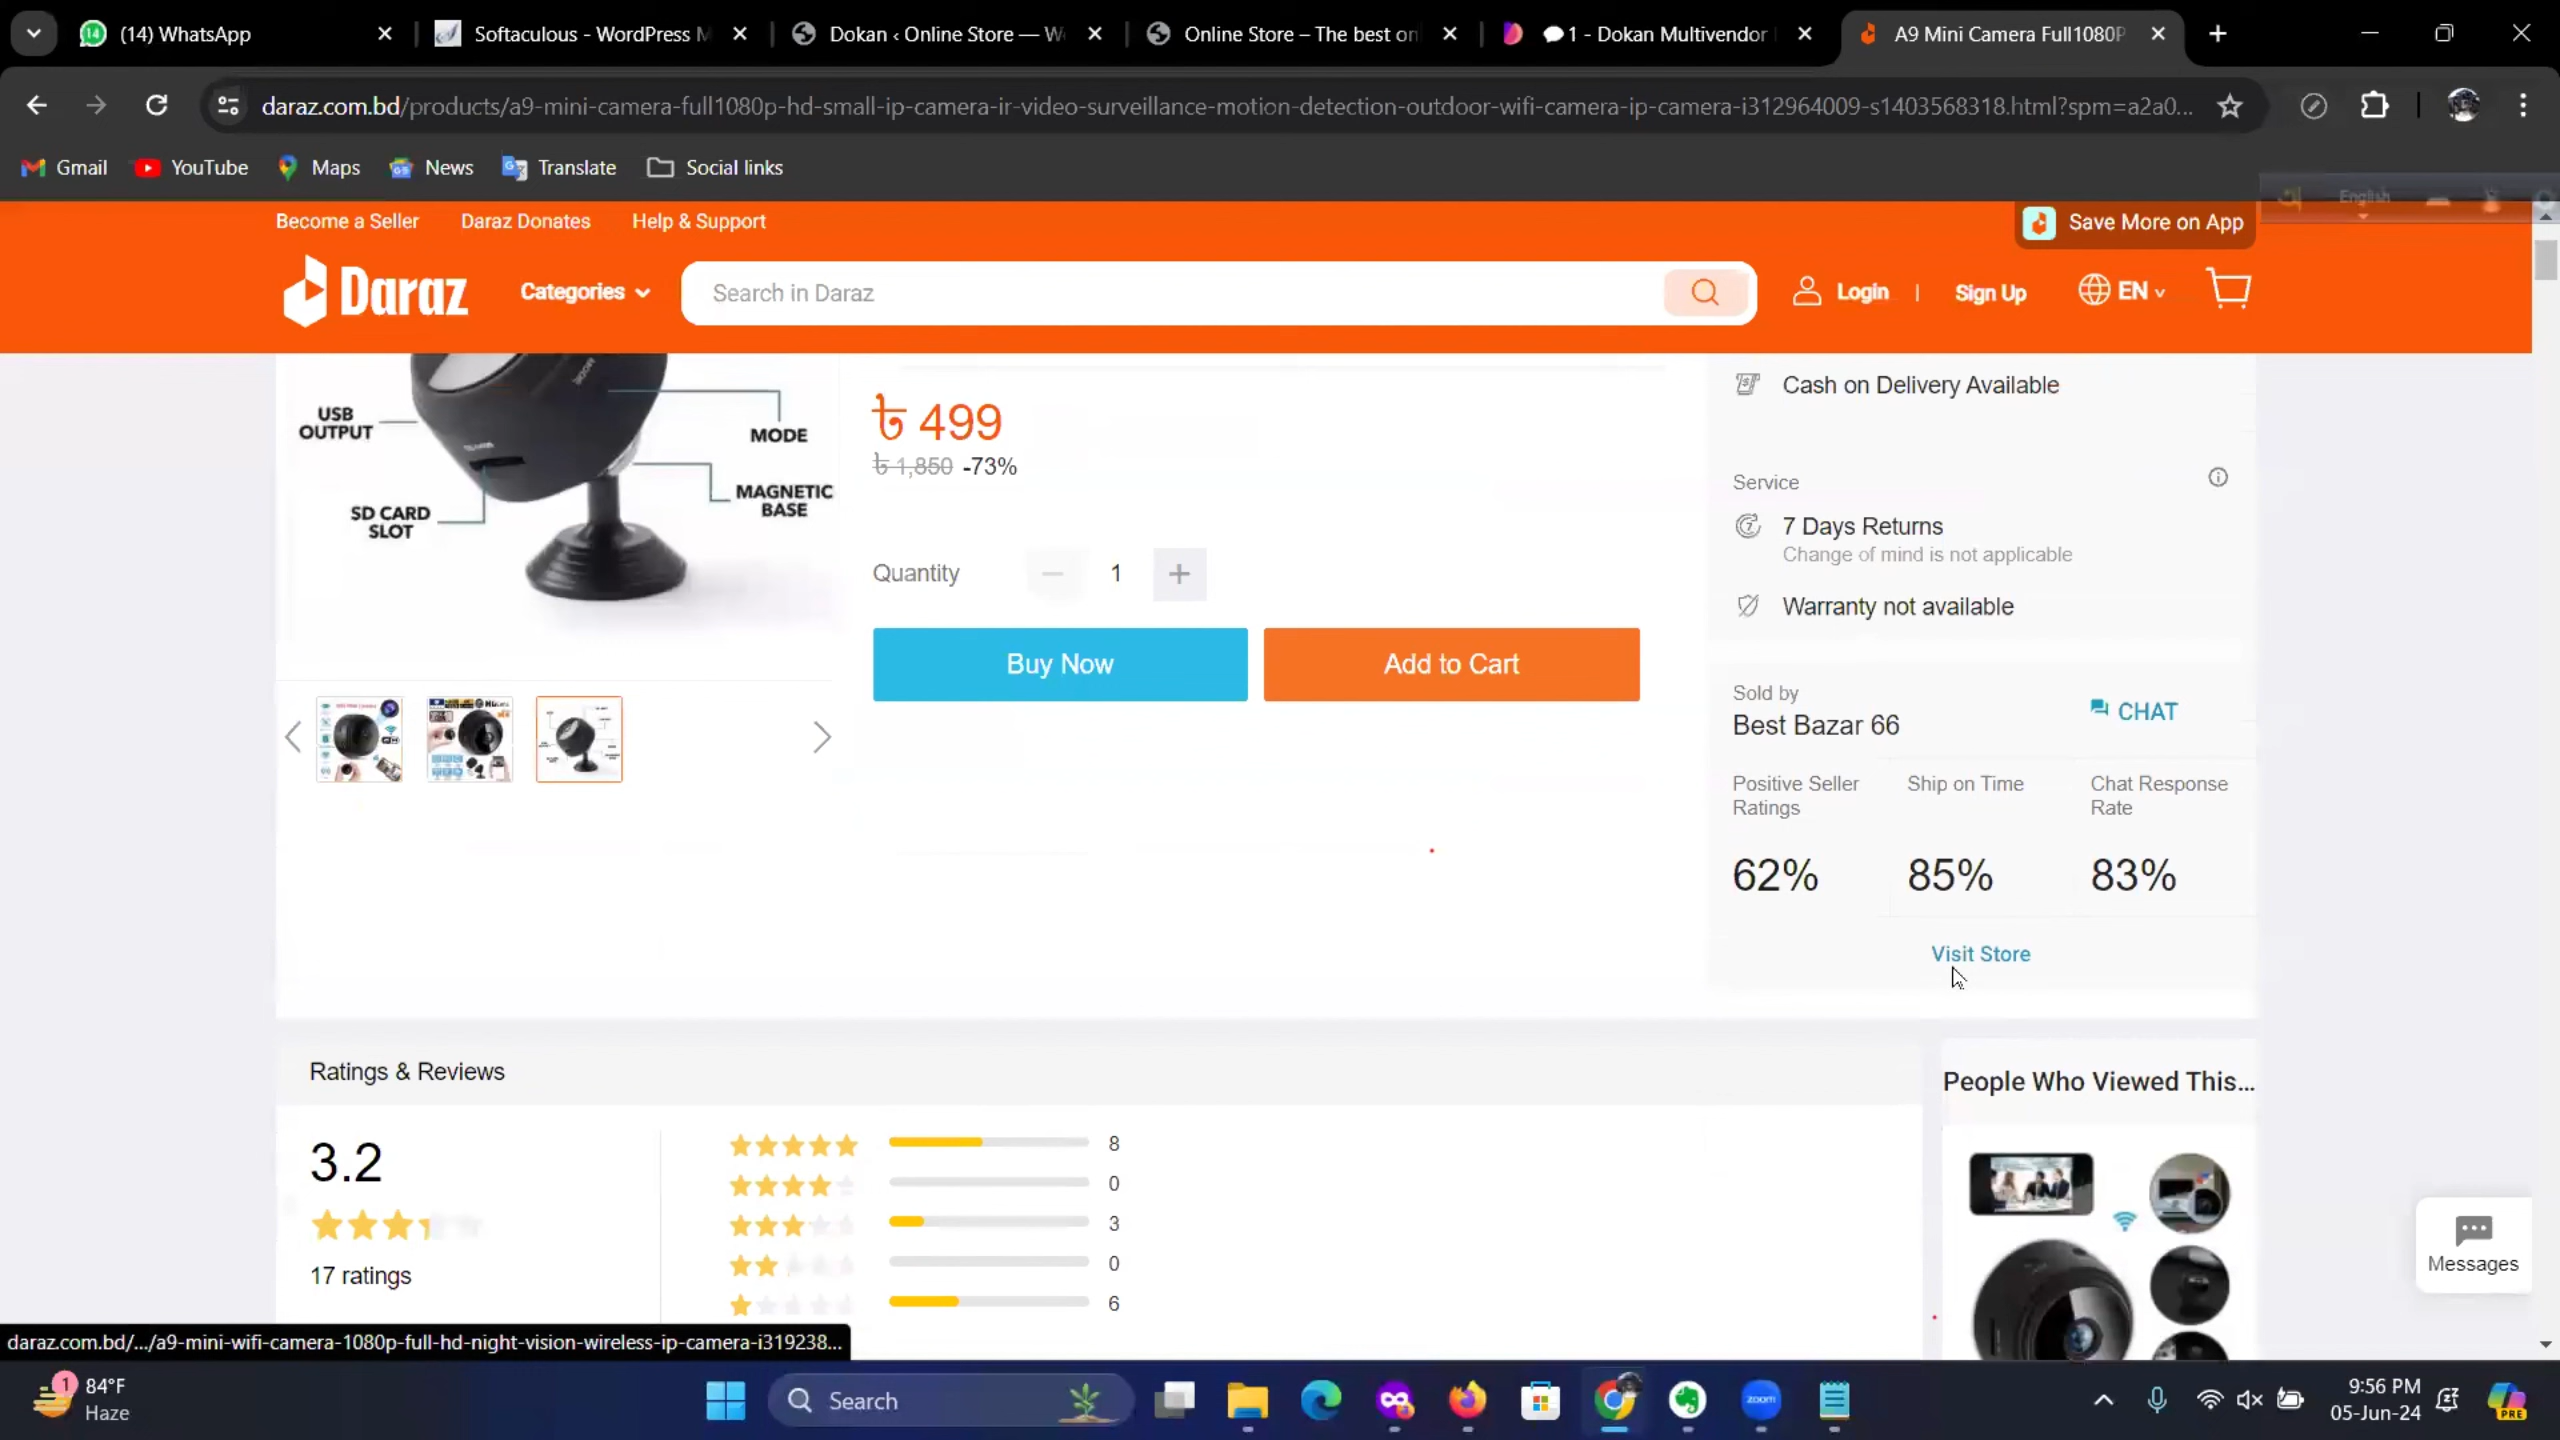 (14) WhatsApp
Softaculous - WordPress M
Dokan ‹ Online Store — W
Online Store – The best on
1 - Dokan Multivendor
A9 Mini Camera Full1080P
daraz.com.bd/products/a9-mini-camera-full1080p-hd-small-ip-camera-ir-video-surveillance-motion-detection-outdoor-wifi-camera-ip-camera-i312964009-s1403568318.html?spm=a2a0...
Gmail
YouTube
Maps
News
Translate
Social links
English
Become a Seller
Daraz Donates
Help & Support
Save More on App
Daraz
Categories
Search in Daraz
Login
|
Sign Up
EN
USB
OUTPUT
MODE
MAGNETIC
BASE
SD CARD
SLOT
৳ 499
৳ 1,850 -73%
Quantity
1
Buy Now
Add to Cart
Cash on Delivery Available
Service
7 Days Returns
Change of mind is not applicable
Warranty not available
Sold by
Best Bazar 66
CHAT
Positive Seller
Ratings
Ship on Time
Chat Response
Rate
62%
85%
83%
Visit Store
Ratings & Reviews
3.2
17 ratings
8
0
3
0
6
People Who Viewed This...
Messages
daraz.com.bd/.../a9-mini-wifi-camera-1080p-full-hd-night-vision-wireless-ip-camera-i319238...
1
84°F
Haze
Search
zoom
PRE
9:56 PM
05-Jun-24